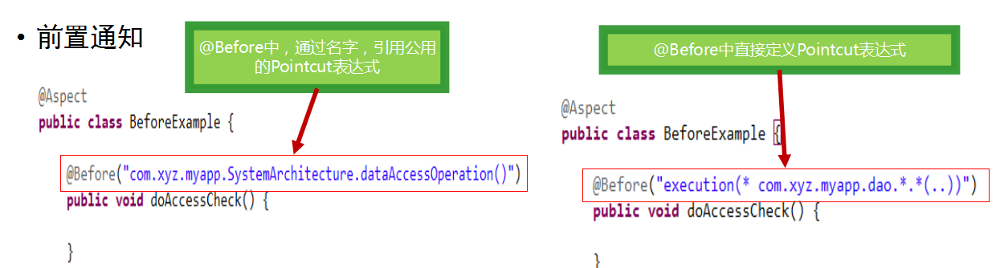 • 前置通知
@Before中，通过名字，引用公用
的Pointcut表达式
@Aspect
public class BeforeExample {
@Before("com.xyz.myapp.SystemArchitecture.dataAccessOperation()")
public void doAccessCheck() {
}
@Before中直接定义Pointcut表达式
@Aspect
public class BeforeExample {
@Before("execution(* com.xyz.myapp.dao.*.*(..))")
public void doAccessCheck() {
}